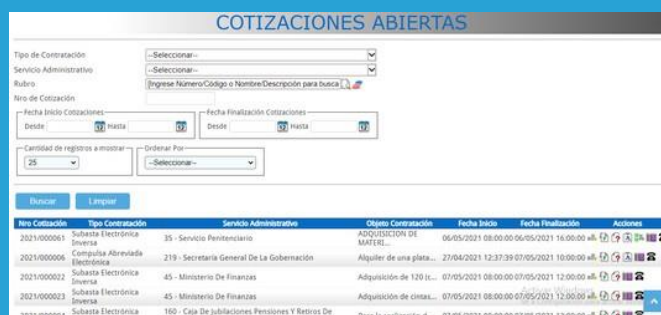 COTIZACIONES ABIERTAS
Tipo de Contratación --Seleccionar--
Servicio Administrativo --Seleccionar--
Rubro Ingrese Número/Código o Nombre/Descripción para busca
Nro de Cotización
Fecha Inicio Cotizaciones Fecha Finalización Cotizaciones
Desde Hasta Desde Hasta
Cantidad de registros a mostrar Ordenar Por
25 --Seleccionar--
Buscar Limpiar
Nro Cotización Tipo Contratación Servicio Administrativo Objeto Contratación Fecha Inicio Fecha Finalización Acciones
2021/000061 Subasta Electrónica Inversa 35 - Servicio Penitenciario ADQUISICION DE MATERI... 06/05/2021 08:00:00 06/05/2021 16:00:00
2021/000006 Compulsa Abreviada Electrónica 219 - Secretaría General De La Gobernación Alquiler de una plata... 27/04/2021 12:37:39 07/05/2021 10:00:00
2021/000022 Subasta Electrónica Inversa 45 - Ministerio De Finanzas Adquisición de 120 (c... 07/05/2021 08:00:00 07/05/2021 12:00:00
2021/000023 Subasta Electrónica Inversa 45 - Ministerio De Finanzas Adquisición de cintas... 07/05/2021 08:00:00 07/05/2021 12:00:00
Activar Windows
Subasta Electrónica 160 - Caja De Jubilaciones Pensiones Y Retiros De